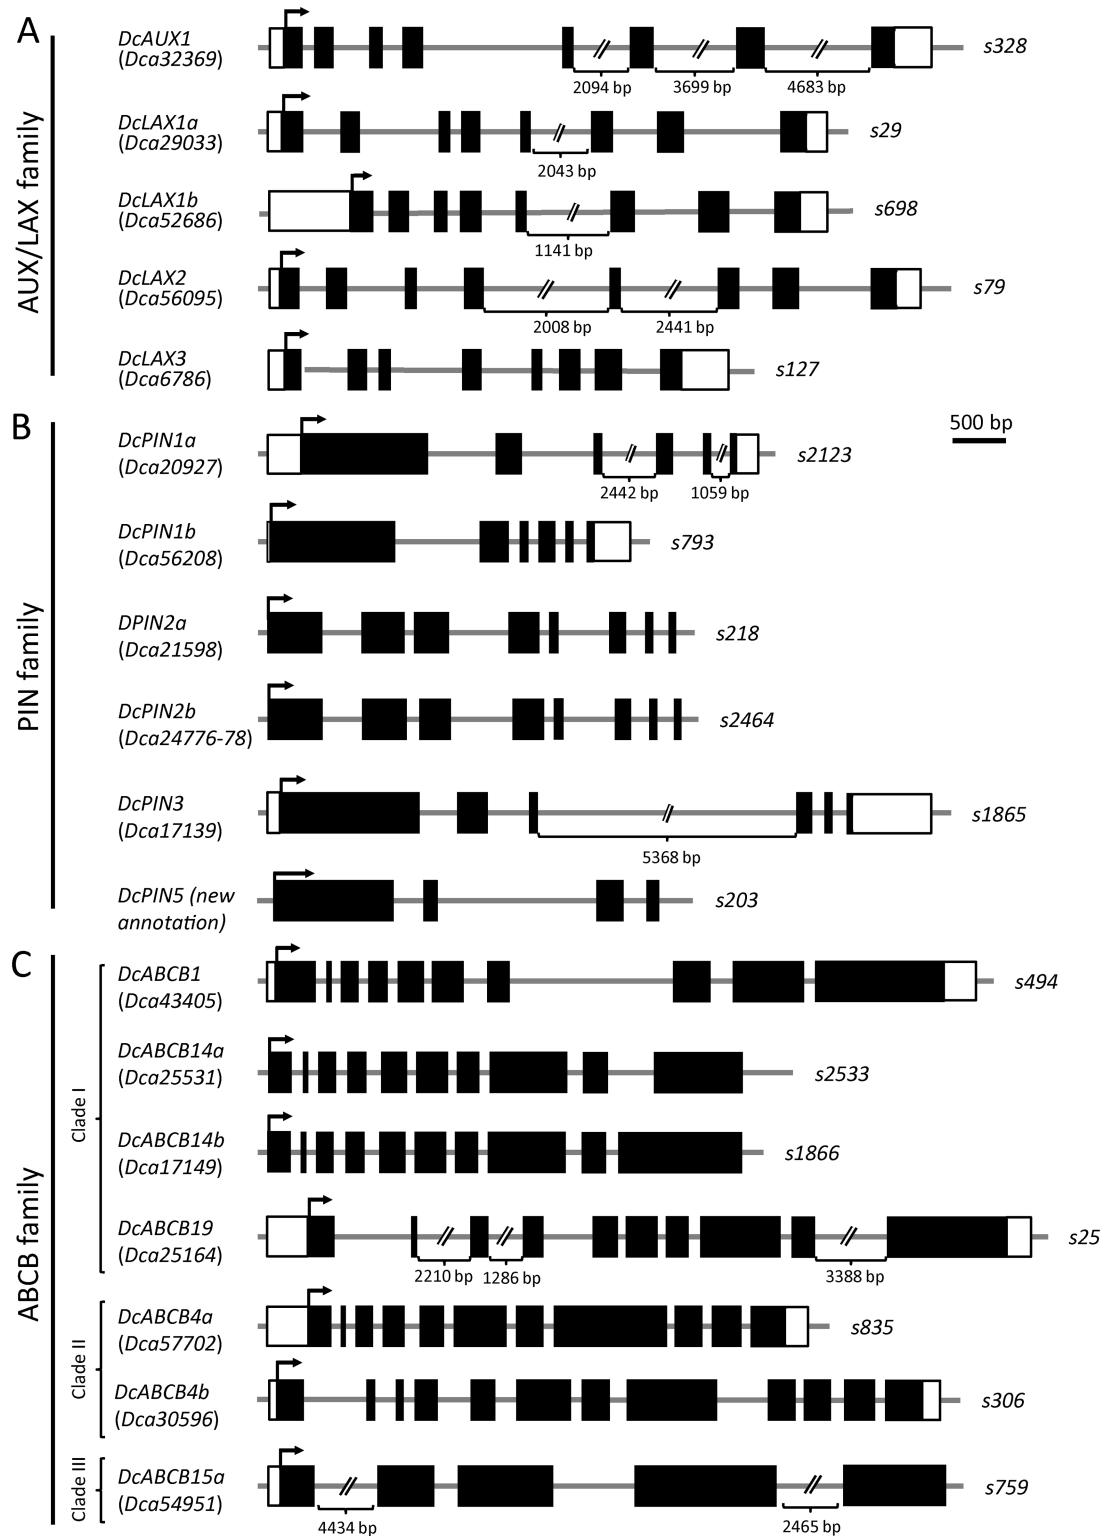 A
AUX/LAX family
DcAUX1
(Dca32369)
s328
2094 bp
3699 bp
4683 bp
DcLAX1a
(Dca29033)
s29
2043 bp
DcLAX1b
(Dca52686)
s698
1141 bp
DcLAX2
(Dca56095)
s79
2008 bp
2441 bp
DcLAX3
(Dca6786)
s127
B
PIN family
500 bp
DcPIN1a
(Dca20927)
s2123
2442 bp
1059 bp
DcPIN1b
(Dca56208)
s793
DPIN2a
(Dca21598)
s218
DcPIN2b
(Dca24776-78)
s2464
DcPIN3
(Dca17139)
s1865
5368 bp
DcPIN5 (new
annotation)
s203
C
ABCB family
Clade I
DcABCB1
(Dca43405)
s494
DcABCB14a
(Dca25531)
s2533
DcABCB14b
(Dca17149)
s1866
DcABCB19
(Dca25164)
s25
2210 bp
1286 bp
3388 bp
Clade II
DcABCB4a
(Dca57702)
s835
DcABCB4b
(Dca30596)
s306
Clade III
DcABCB15a
(Dca54951)
s759
4434 bp
2465 bp